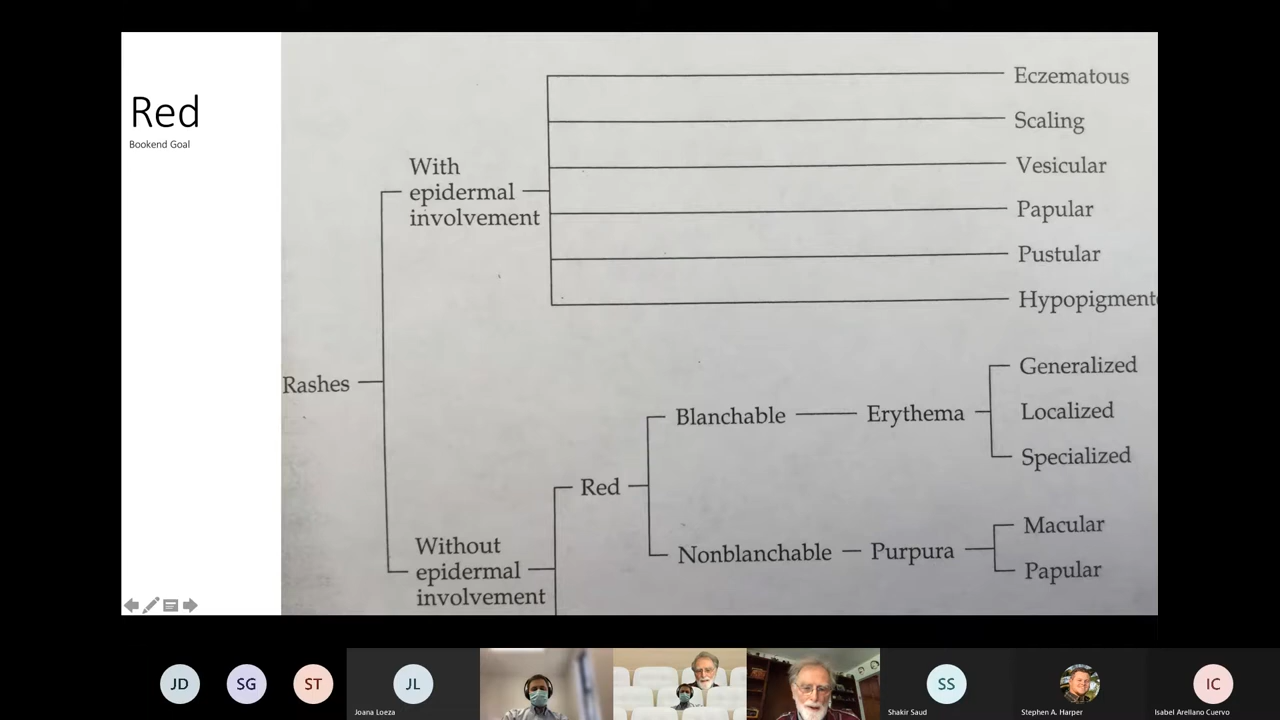 Red
Bookend Goal
Eczematous
Scaling
Vesicular
Papular
Pustular
Hypopigment
With
epidermal
involvement
Rashes
Generalized
Localized
Specialized
Blanchable
Erythema
Red
Nonblanchable
Purpura
Macular
Papular
Without
epidermal
involvement
JD
SG
ST
JL
Joana Loeza
SS
Shakir Saud
Stephen A. Harper
IC
Isabel Arellano Cuervo